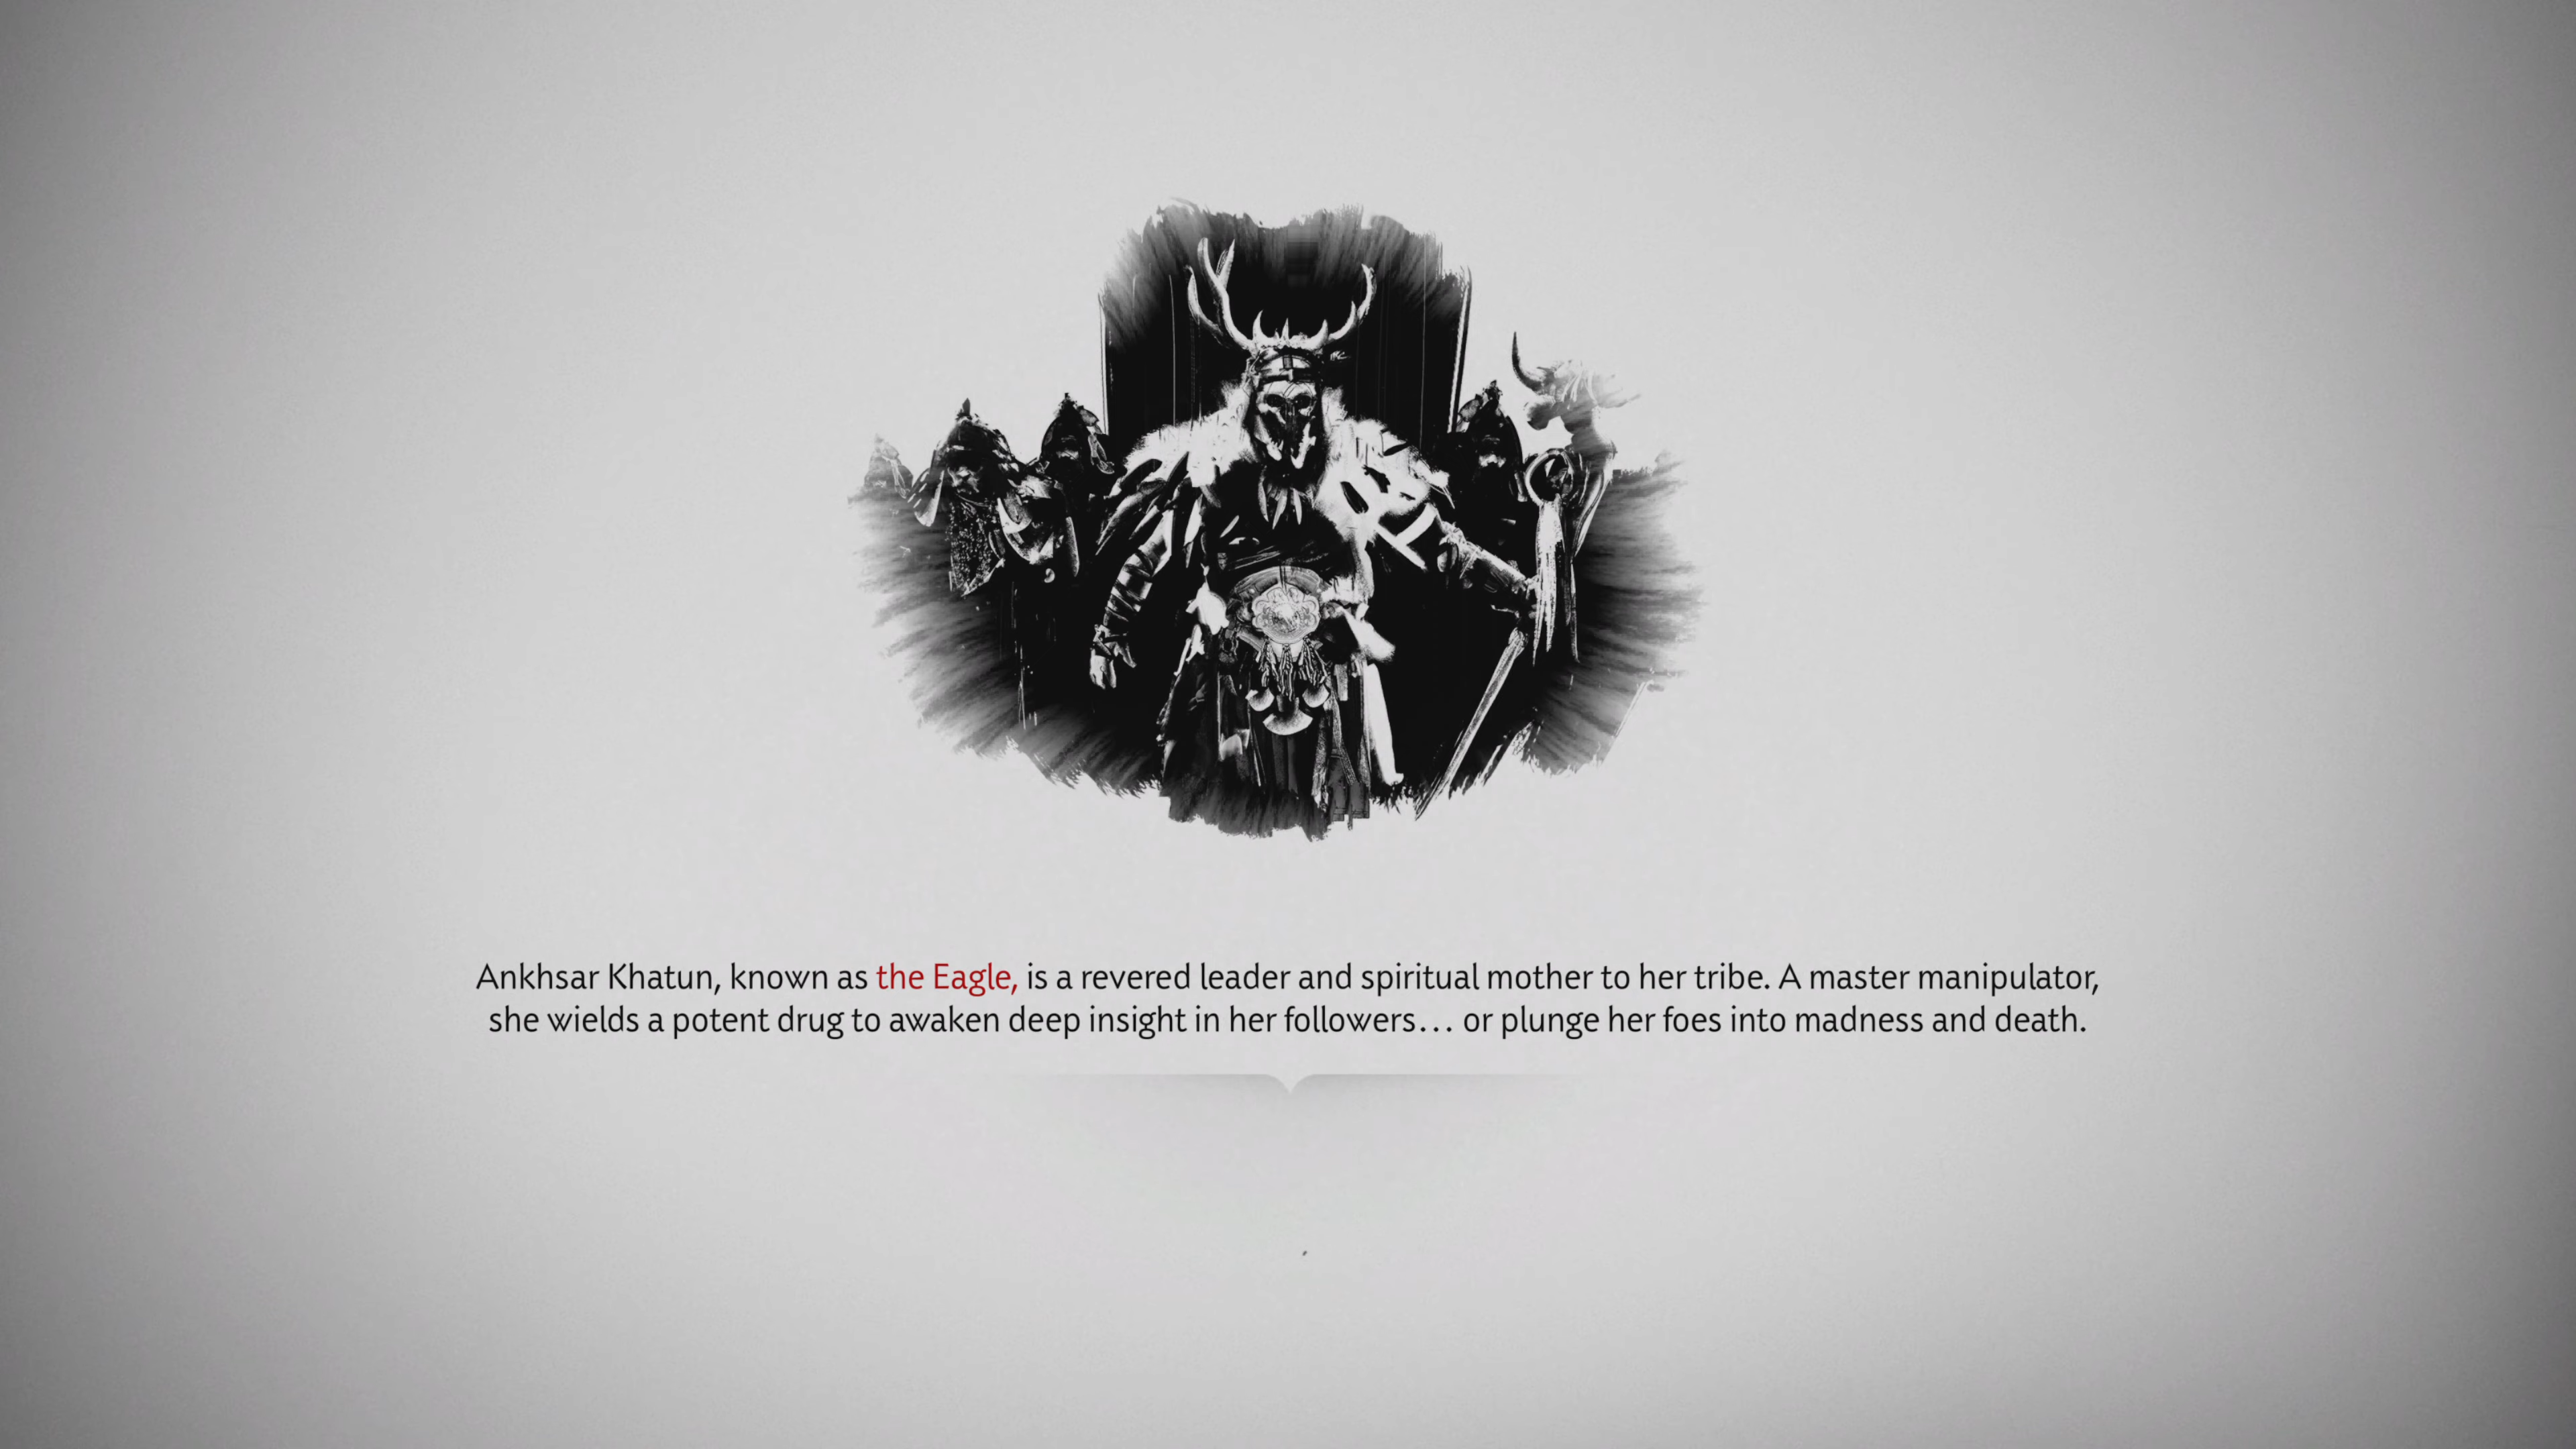 Ankhsar Khatun, known as the Eagle, is a revered leader and spiritual mother to her tribe. A master manipulator,
she wields a potent drug to awaken deep insight in her followers… or plunge her foes into madness and death.